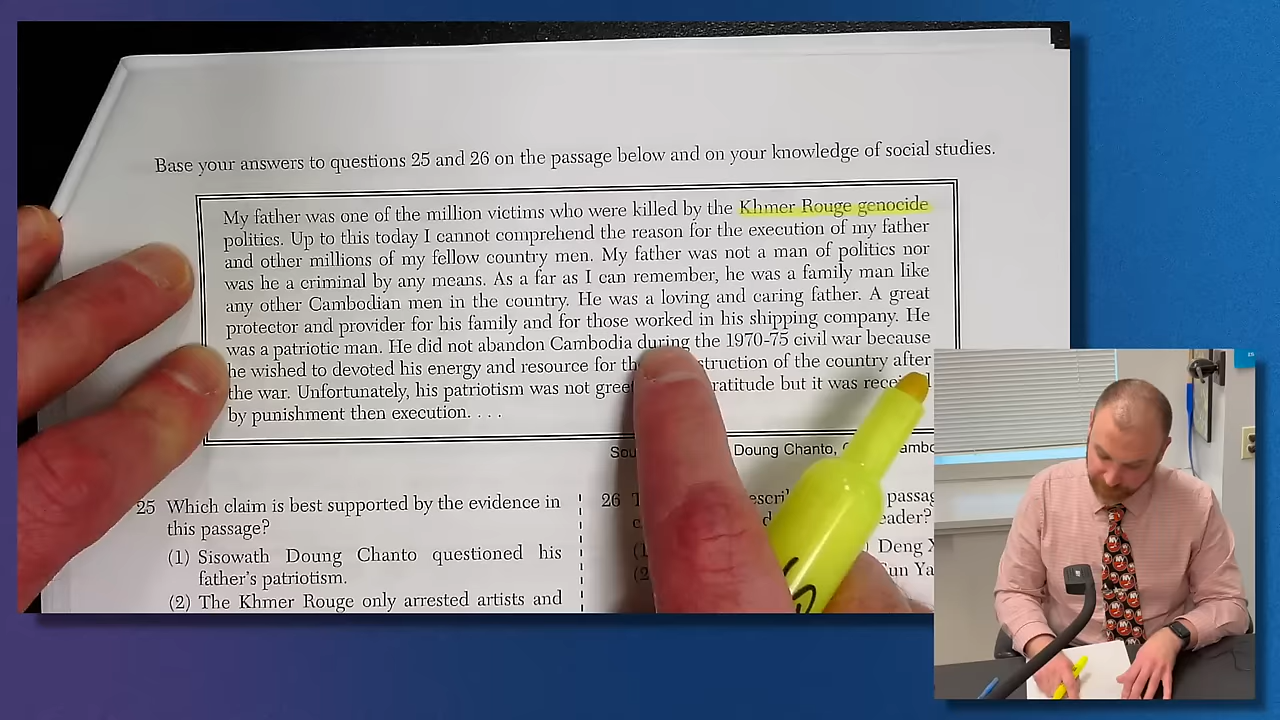 Base your answers to questions 25 and 26 on the passage below and on your knowledge of social studies.
My father was one of the million victims who were killed by the Khmer Rouge genocide
politics. Up to this today I cannot comprehend the reason for the execution of my father
and other millions of my fellow country men. My father was not a man of politics nor
was he a criminal by any means. As a far as I can remember, he was a family man like
any other Cambodian men in the country. He was a loving and caring father. A great
protector and provider for his family and for those worked in his shipping company. He
was a patriotic man. He did not abandon Cambodia during the 1970-75 civil war because
he wished to devoted his energy and resource for the struction of the country after
the war. Unfortunately, his patriotism was not gree ratitude but it was rece
by punishment then execution. . . .
Doung Chanto,
25 Which claim is best supported by the evidence in
this passage?
(1) Sisowath Doung Chanto questioned his
father's patriotism.
(2) The Khmer Rouge only arrested artists and
26
passag
eader?
Deng
Sun Ya
NY